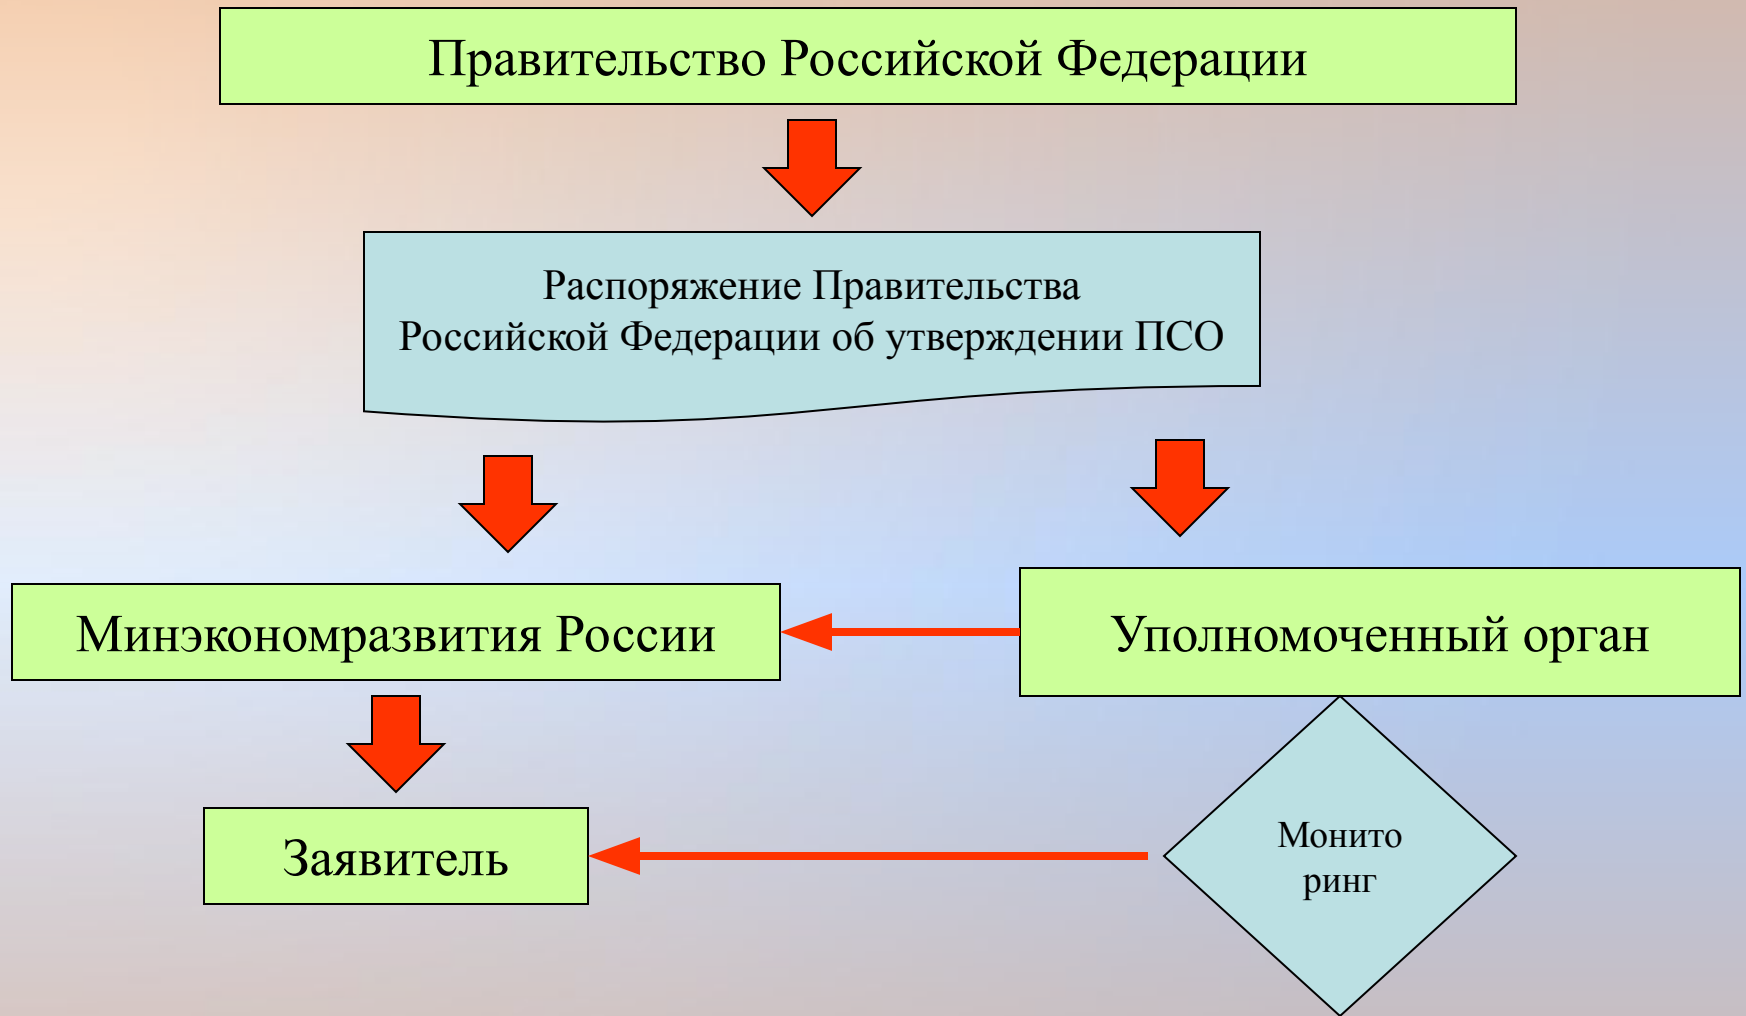 Правительство Российской Федерации
Распоряжение Правительства
Российской Федерации об утверждении ПСО
Минэкономразвития России
Уполномоченный орган
Заявитель
Монито
ринг